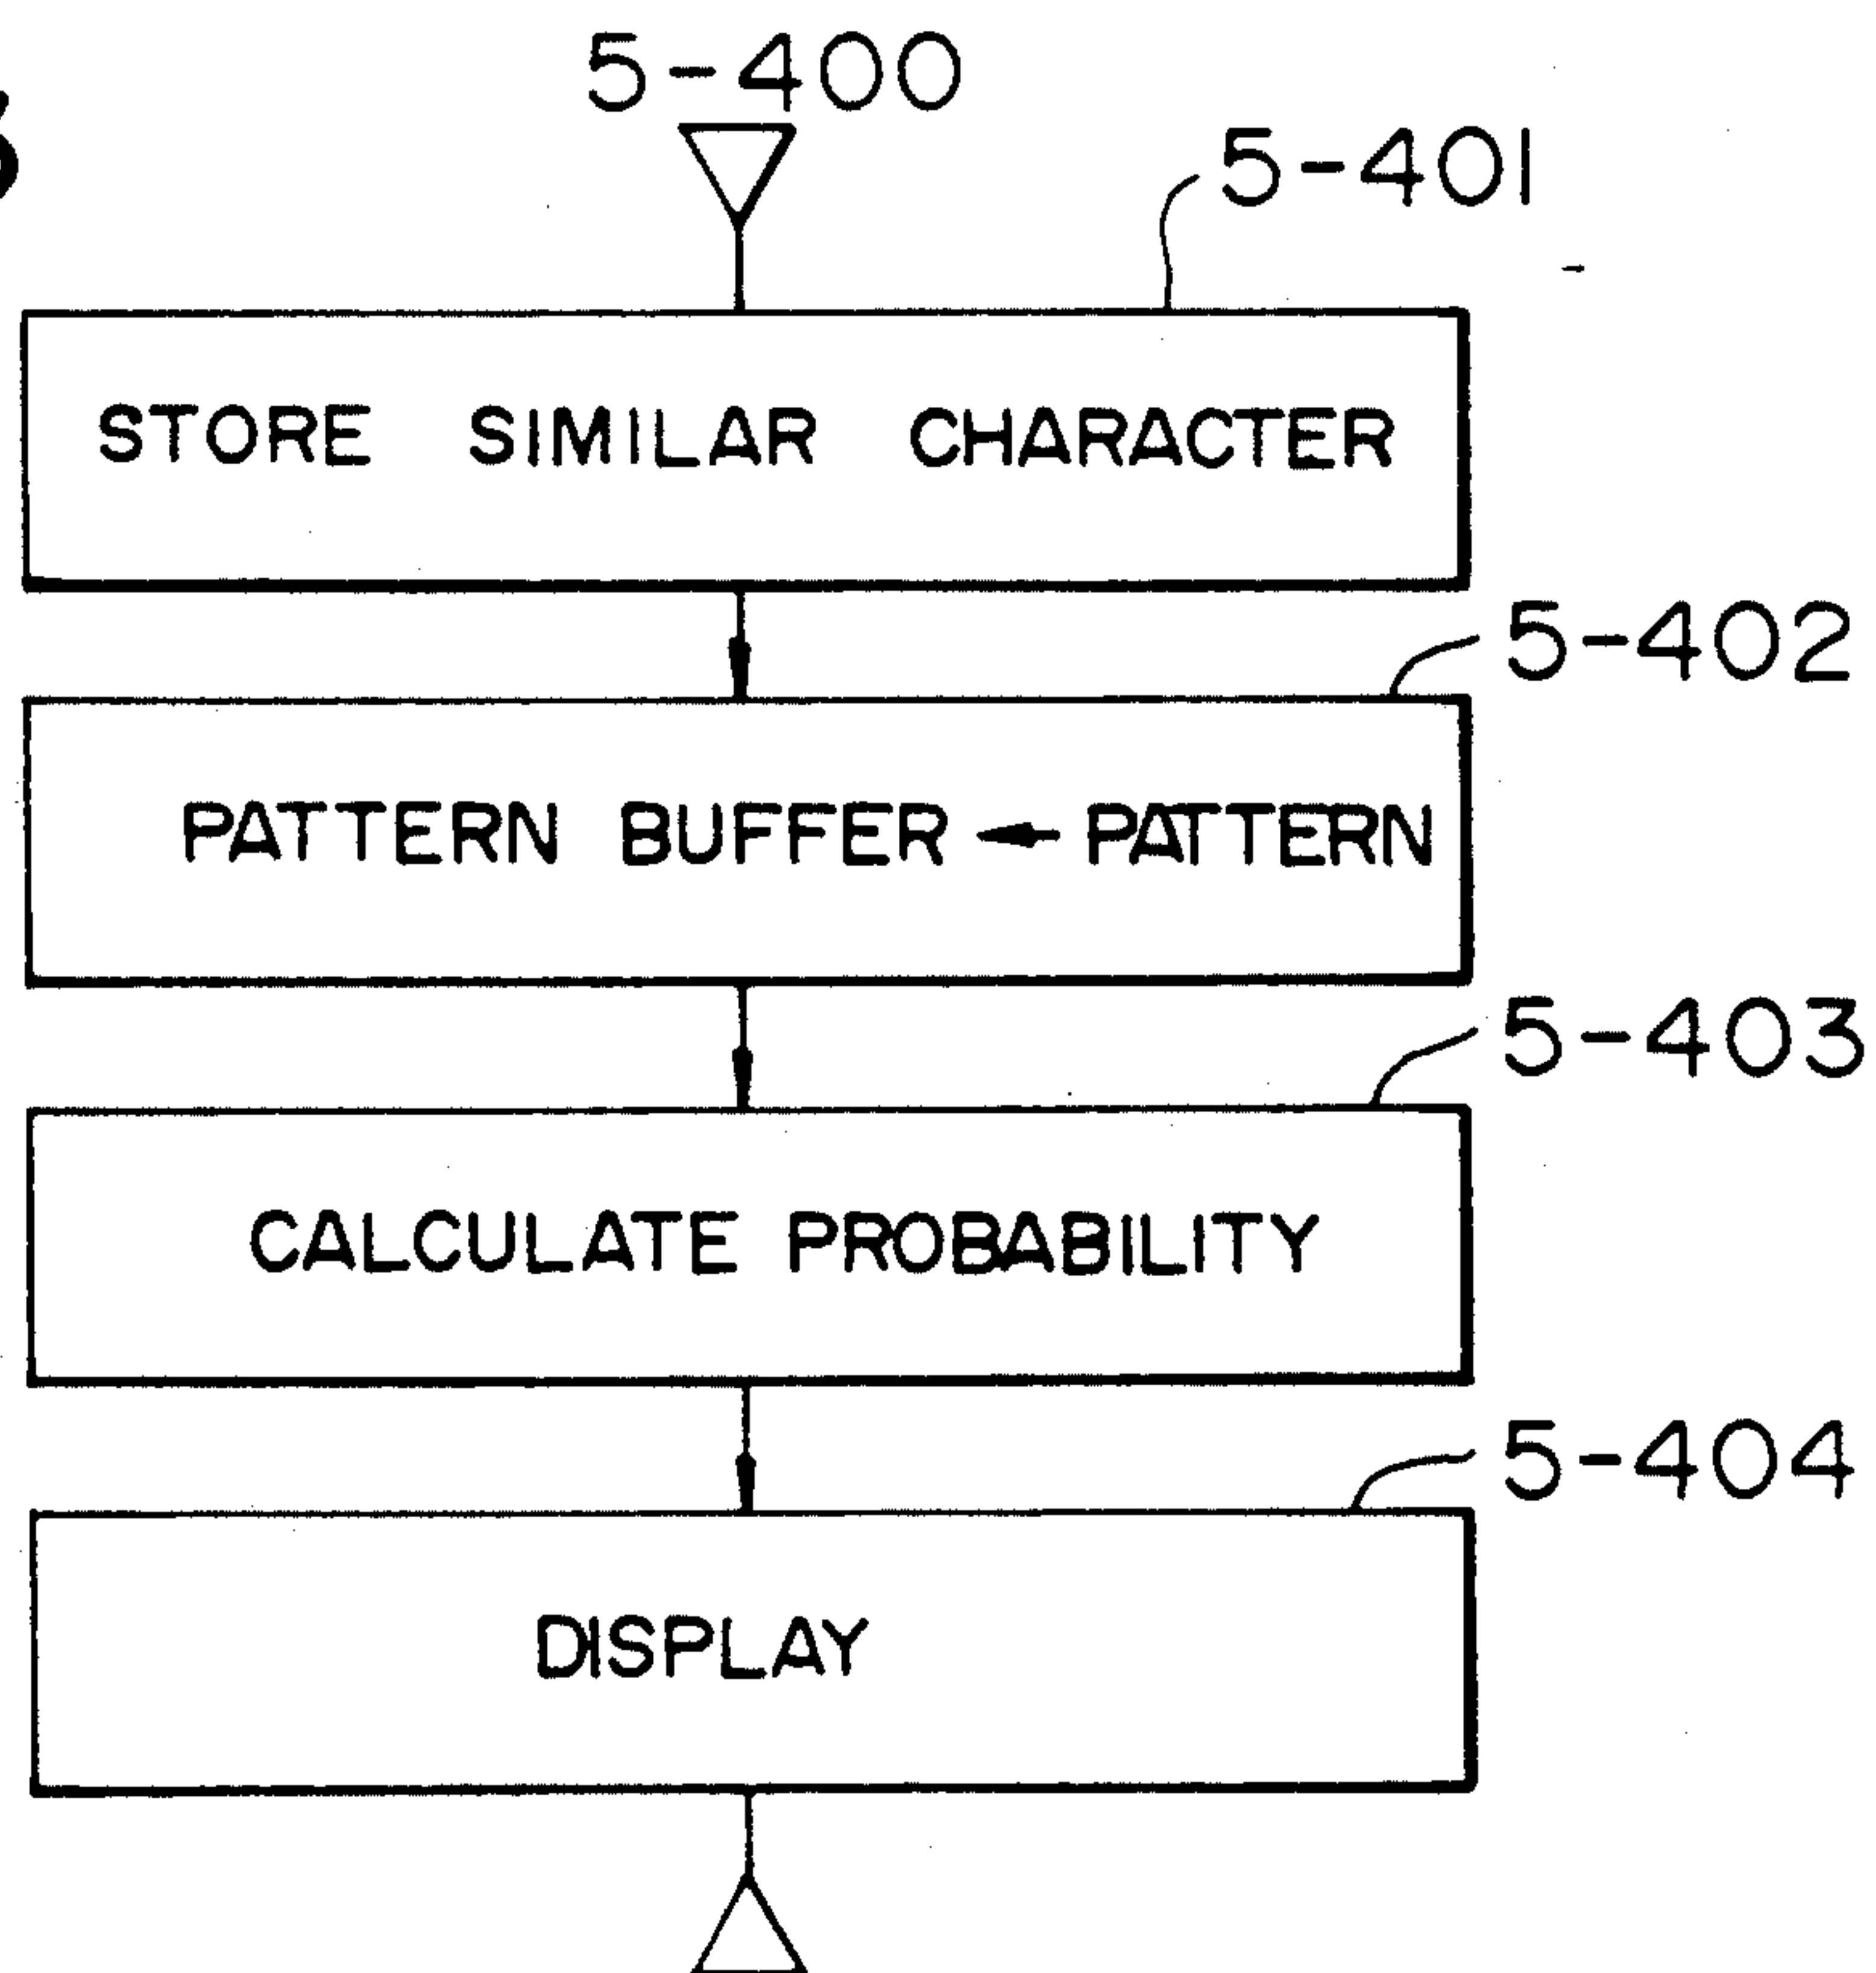 5-400
5-401
STORE SIMILAR CHARACTER
5-402
PATTERN BUFFER ← PATTERN
5-403
CALCULATE PROBABILITY
5-404
DISPLAY